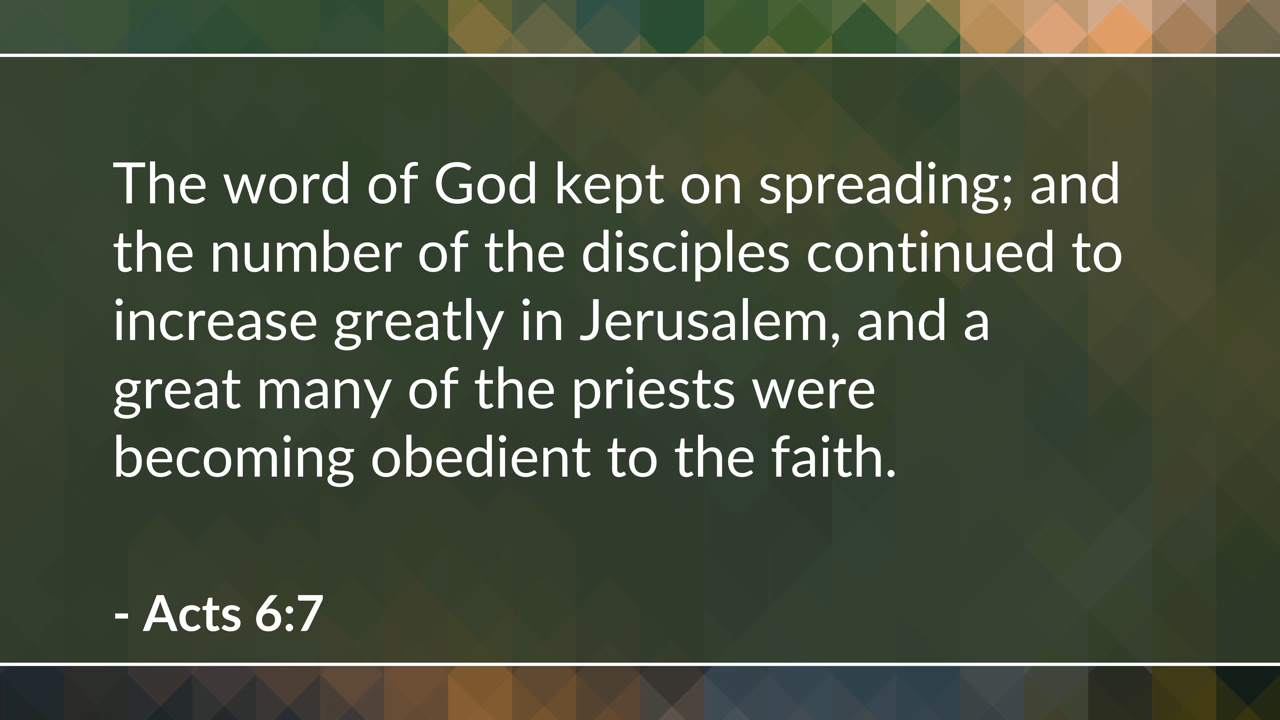 The word of God kept on spreading; and
the number of the disciples continued to
increase greatly in Jerusalem, and a
great many of the priests were
becoming obedient to the faith.
- Acts 6:7